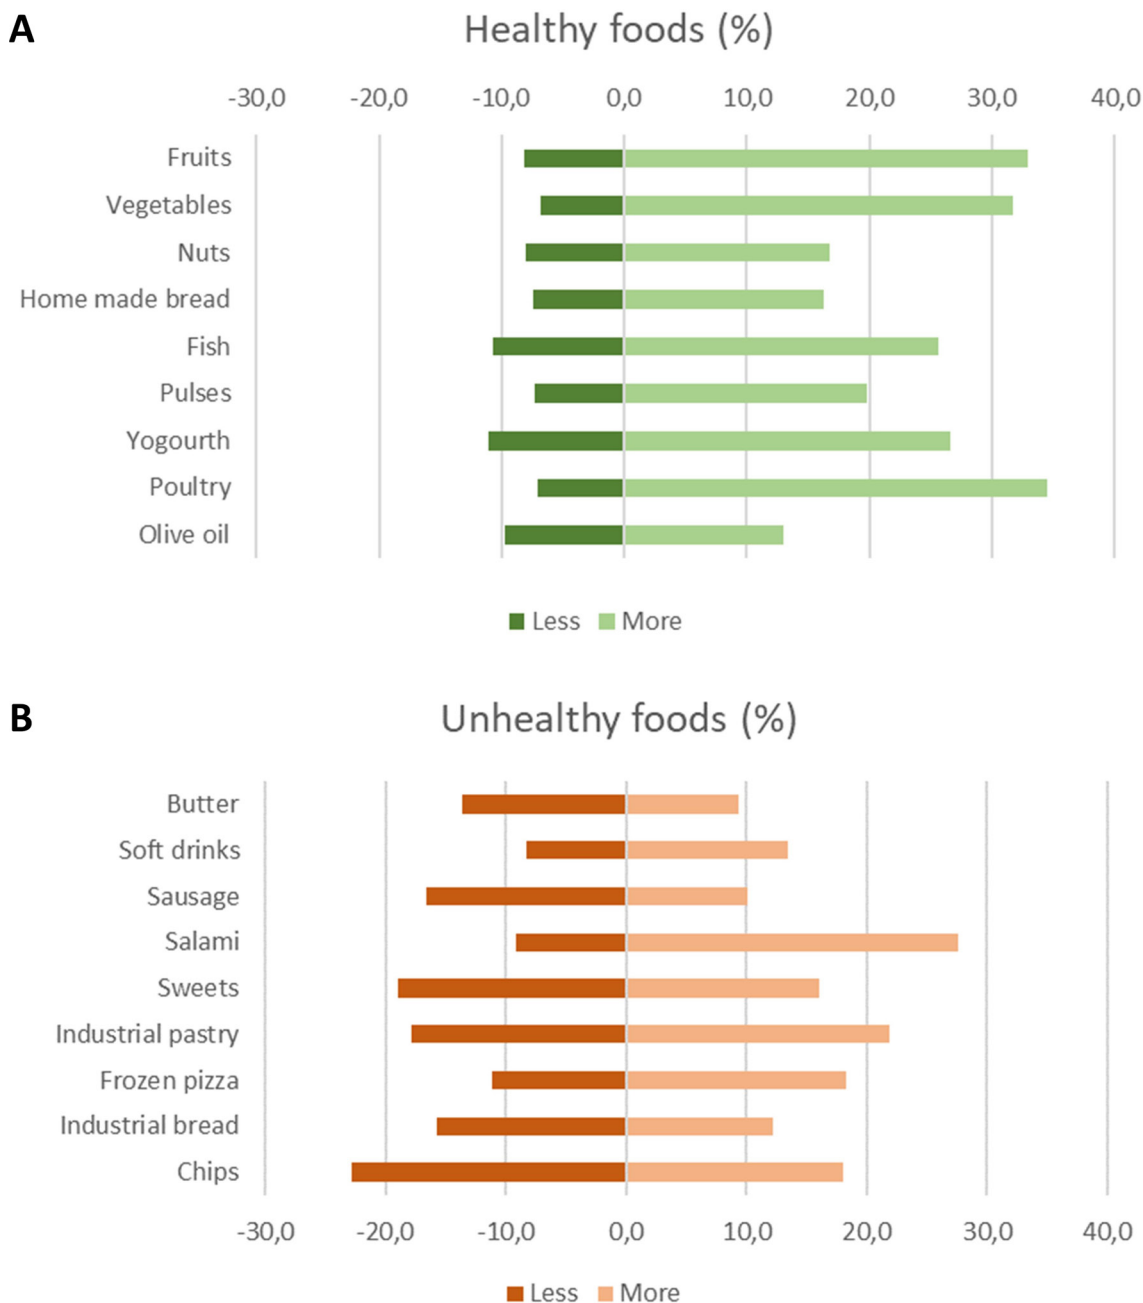 A
Healthy foods (%)
-30,0 -20,0 -10,0 0,0 10,0 20,0 30,0 40,0
Fruits
Vegetables
Nuts
Home made bread
Fish
Pulses
Yogourth
Poultry
Olive oil
Less More
B
Unhealthy foods (%)
Butter
Soft drinks
Sausage
Salami
Sweets
Industrial pastry
Frozen pizza
Industrial bread
Chips
-30,0 -20,0 -10,0 0,0 10,0 20,0 30,0 40,0
Less More